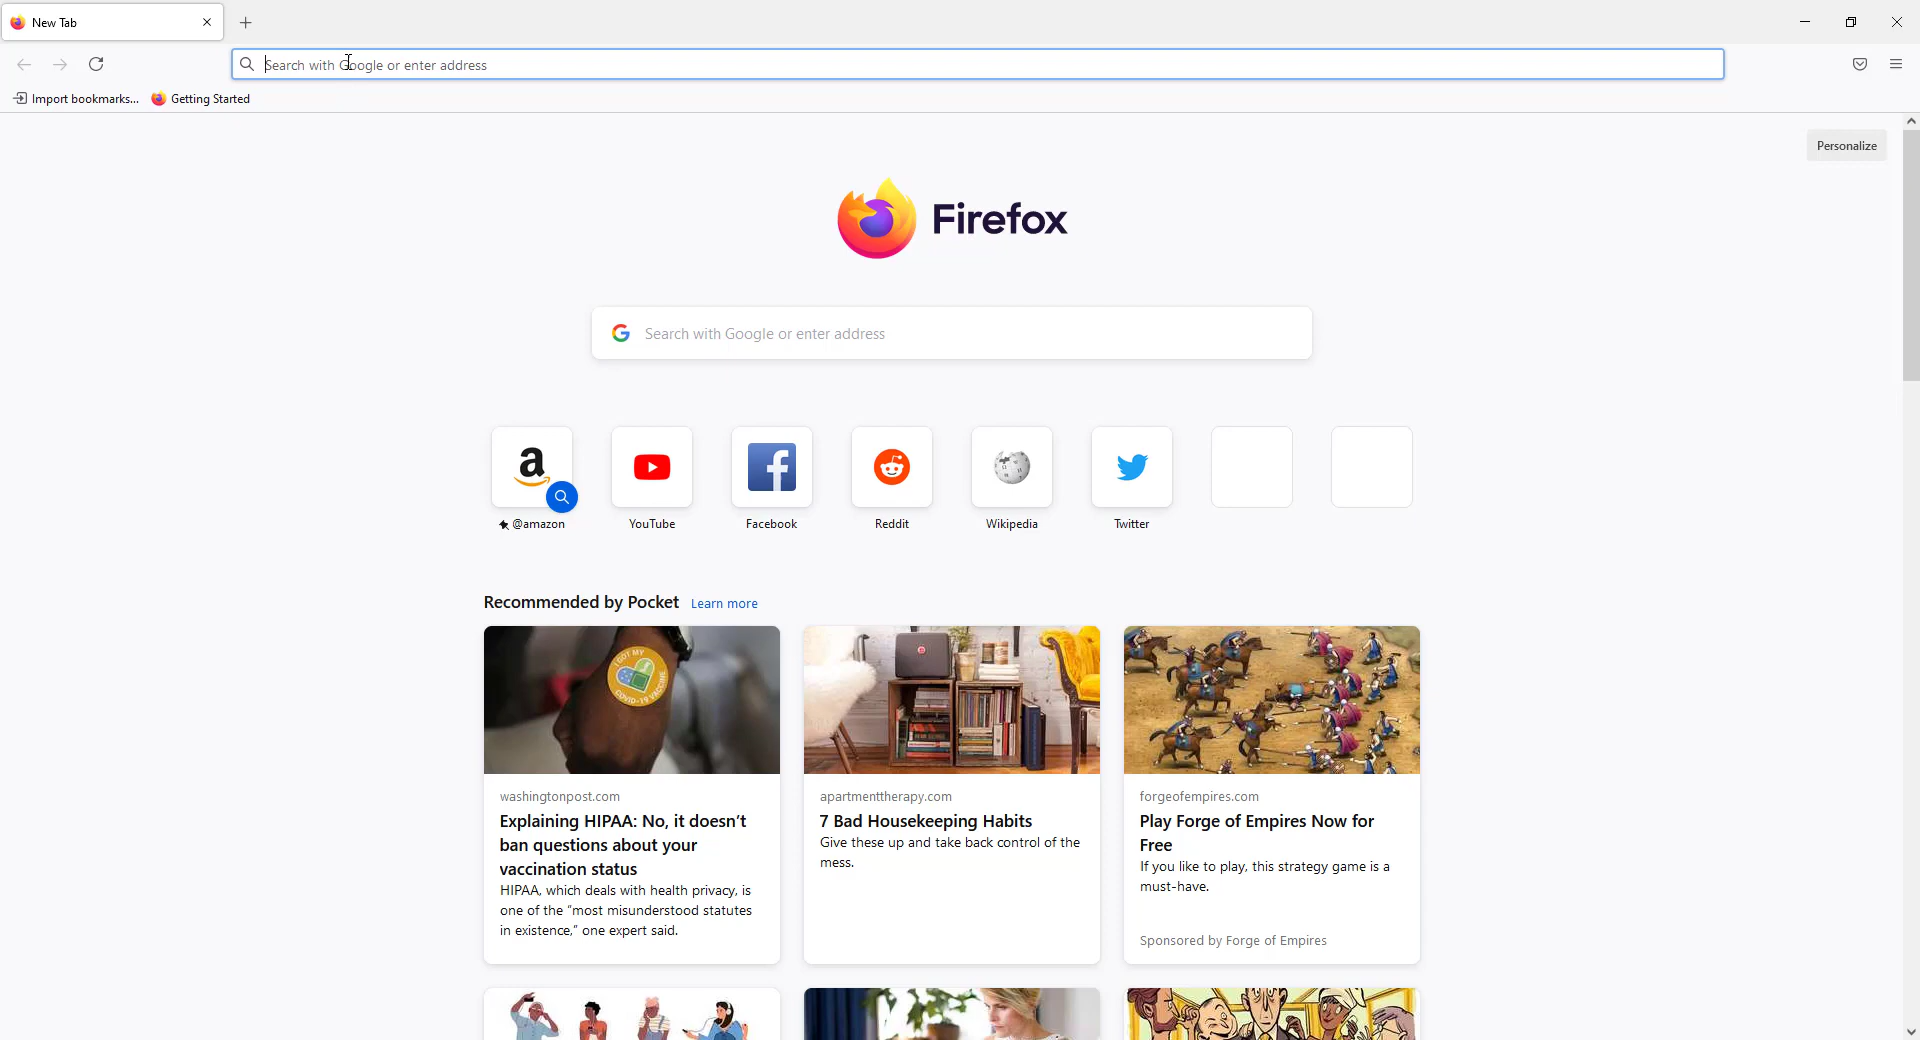 New Tab
Search with Google or enter address
Import bookmarks... Getting Started
Personalize
Firefox
Search with Google or enter address
@amazon YouTube Facebook Reddit Wikipedia Twitter
Recommended by Pocket Learn more
I GOT MY
COVID-19 VACCINE
washingtonpost.com
Explaining HIPAA: No, it doesn't
ban questions about your
vaccination status
HIPAA, which deals with health privacy, is
one of the “most misunderstood statutes
in existence,” one expert said.
apartmenttherapy.com
7 Bad Housekeeping Habits
Give these up and take back control of the
mess.
forgeofempires.com
Play Forge of Empires Now for
Free
If you like to play, this strategy game is a
must-have.
Sponsored by Forge of Empires